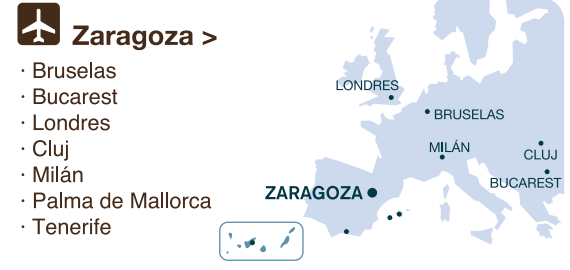 Zaragoza >
· Bruselas
· Bucarest
· Londres
· Cluj
· Milán
· Palma de Mallorca
· Tenerife
LONDRES
BRUSELAS
MILÁN
CLUJ
BUCAREST
ZARAGOZA